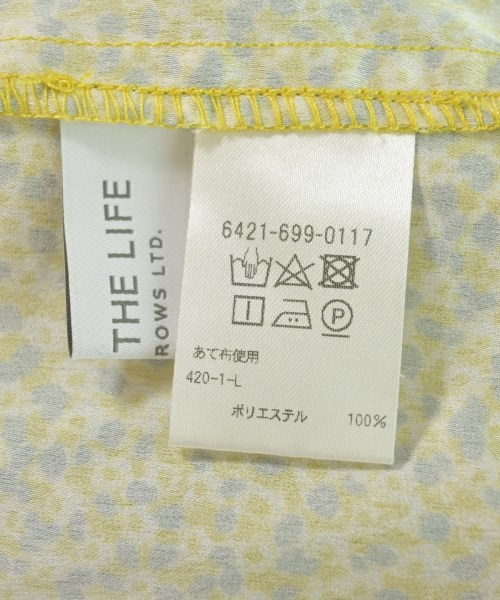 THE LIFE
ROWS LTD.
6421-699-0117
P
あて布使用
420-1-L
ポリエステル 100%